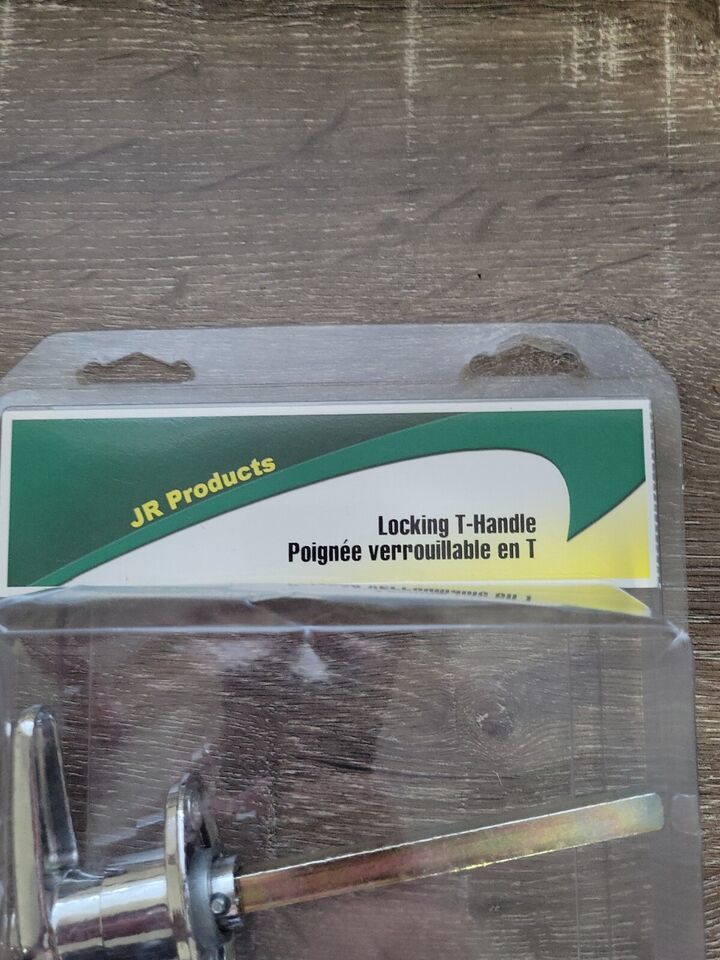 JR Products
Locking T-Handle
Poignée verrouillable en T